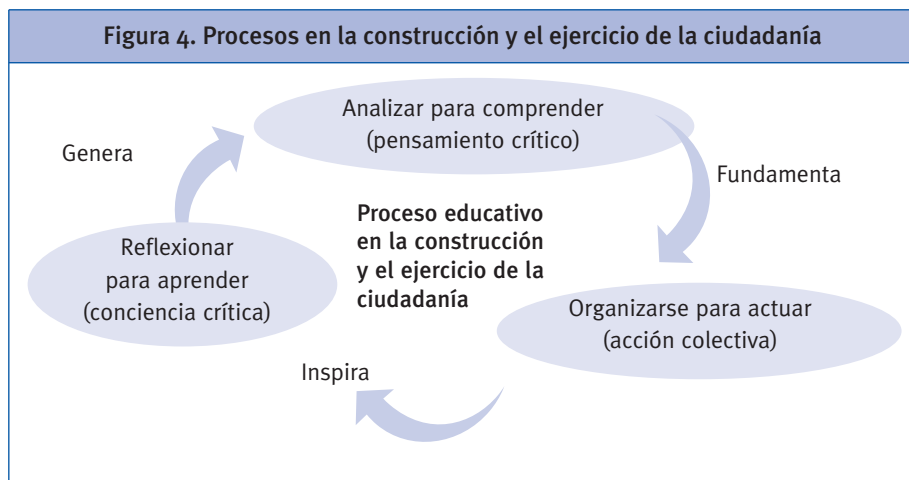 Figura 4. Procesos en la construcción y el ejercicio de la ciudadanía
Analizar para comprender
(pensamiento crítico)
Genera
Fundamenta
Proceso educativo
en la construcción
y el ejercicio de la
ciudadanía
Reflexionar
para aprender
(conciencia crítica)
Organizarse para actuar
(acción colectiva)
Inspira